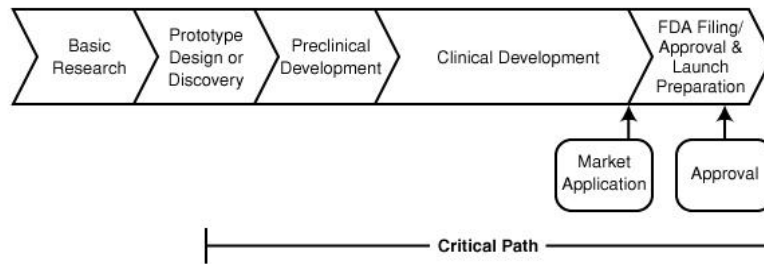 Basic
Research
Prototype
Design or
Discovery
Preclinical
Development
Clinical Development
FDA Filing/
Approval &
Launch
Preparation
Market
Application
Approval
Critical Path